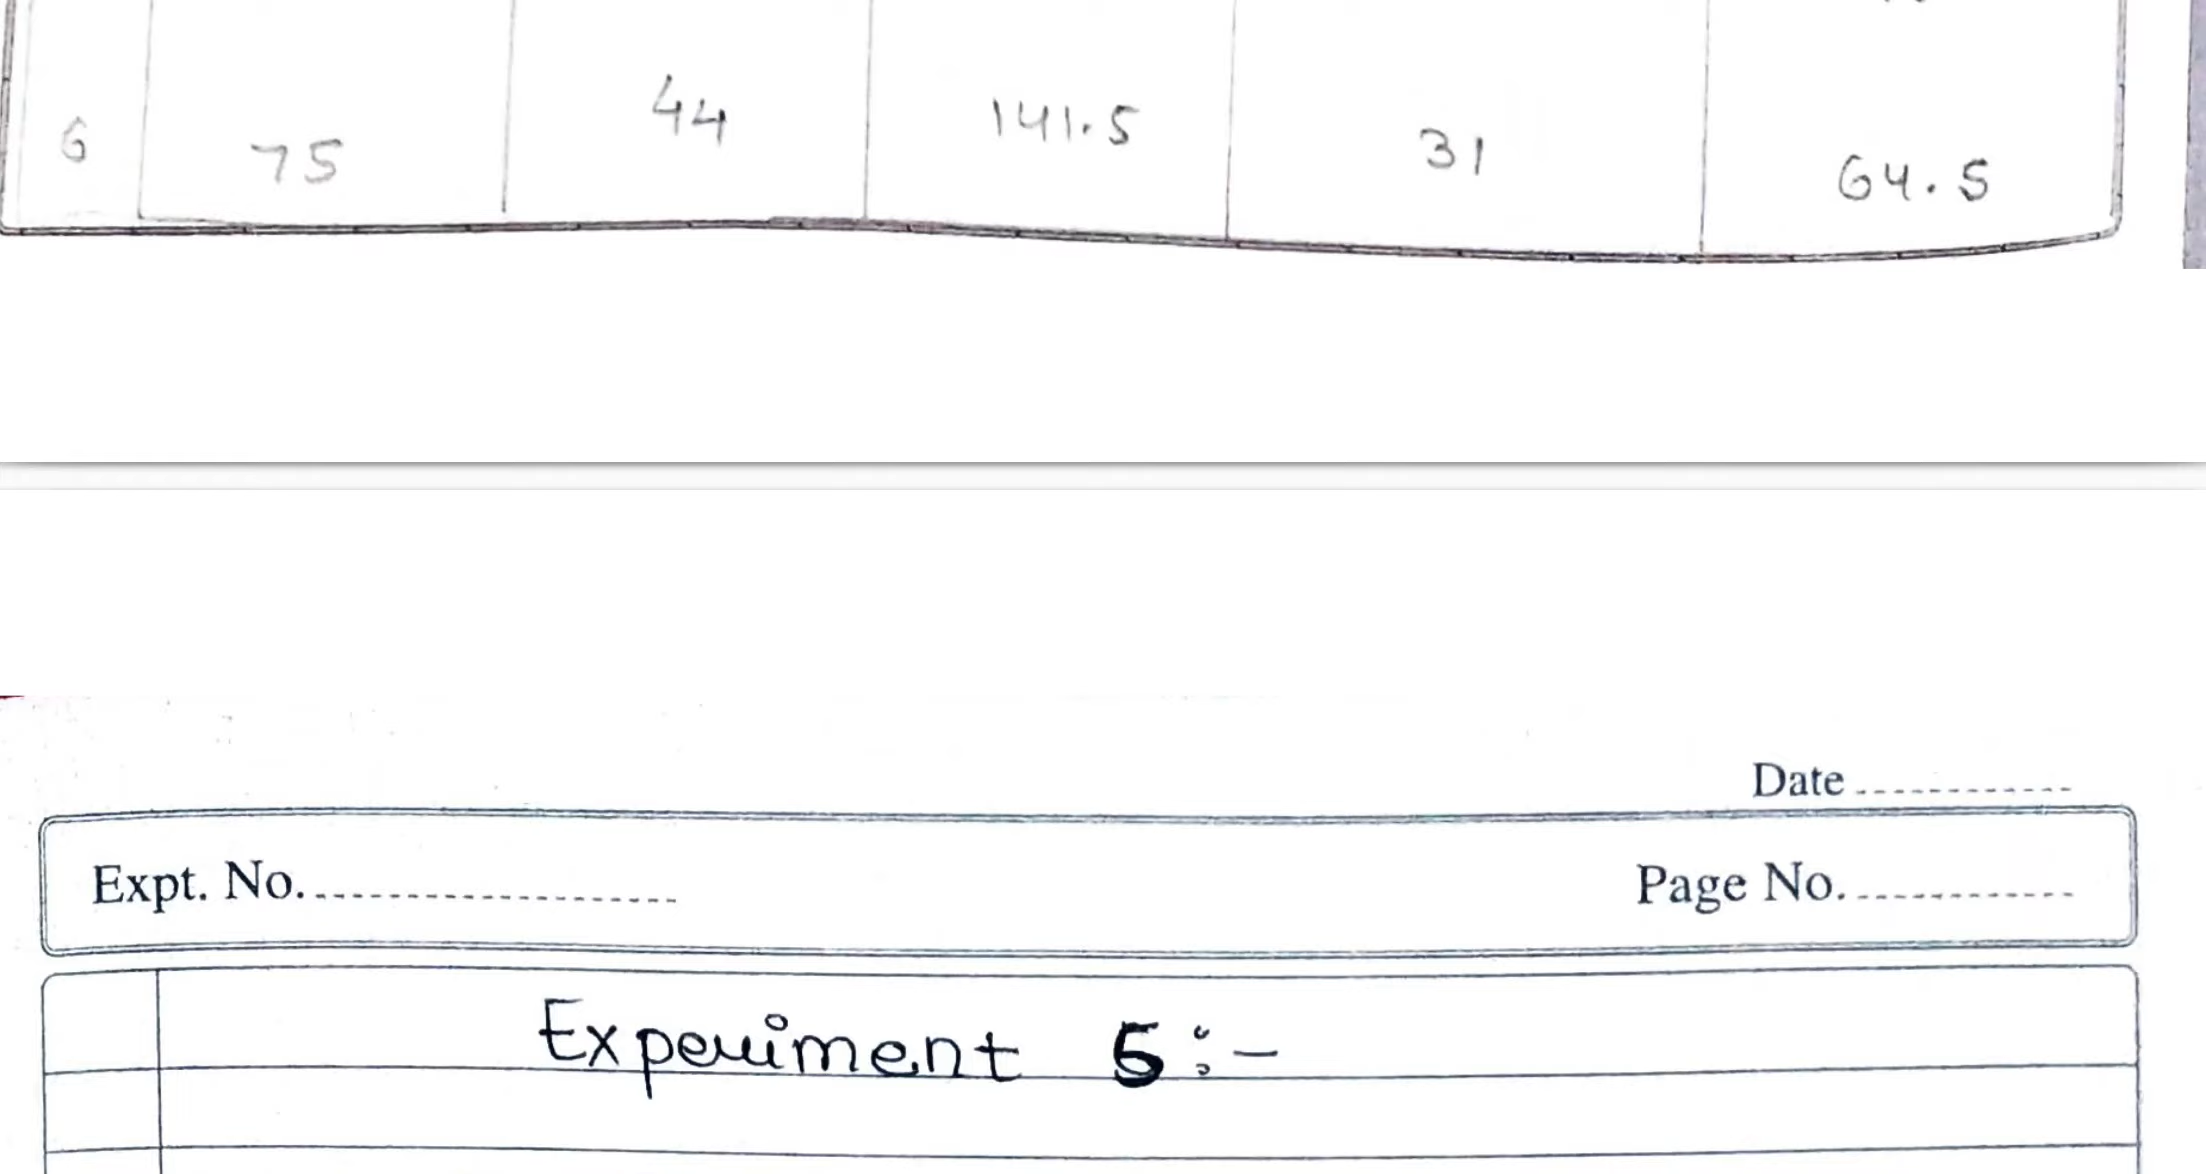 6 75 44 141.5 31 64.5
Date ............
Expt. No. ....................
Page No. ............
Experiment 5:-